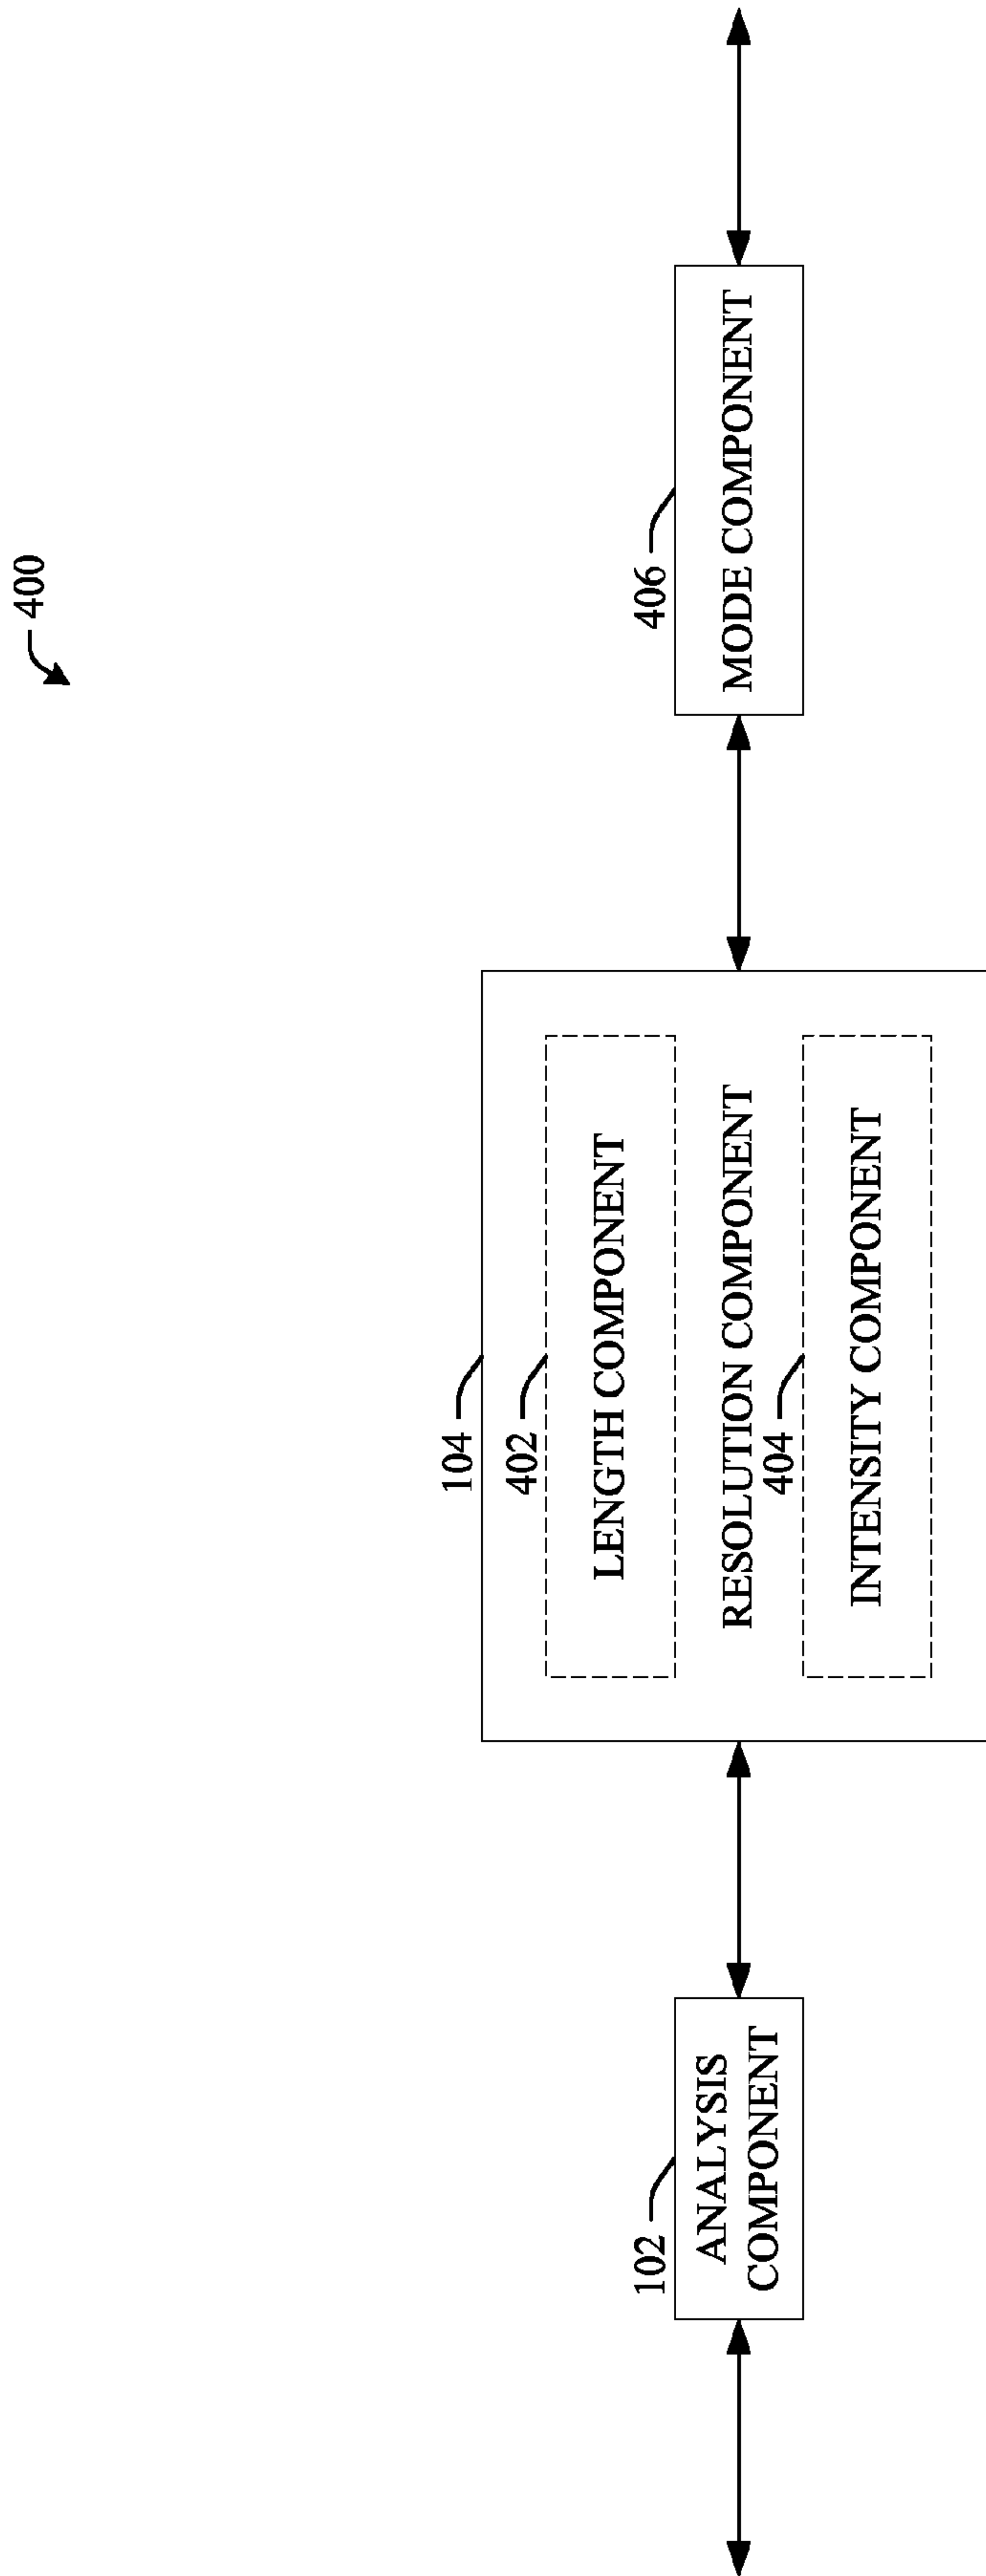 400
104
402
LENGTH COMPONENT
102
ANALYSIS
COMPONENT
RESOLUTION COMPONENT
406
MODE COMPONENT
404
INTENSITY COMPONENT